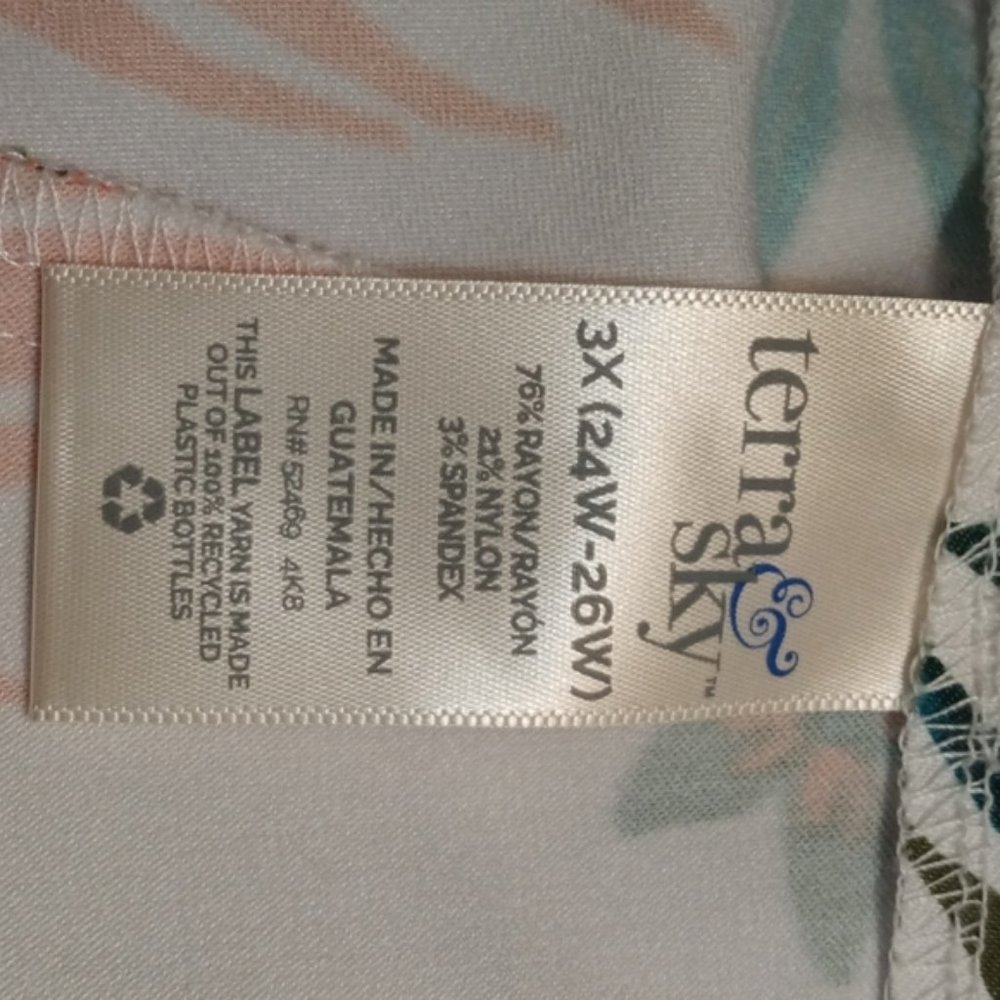 terra &
sky™
3X (24W-26W)
76% RAYON/RAYÓN
21% NYLON
3% SPANDEX
MADE IN/HECHO EN
GUATEMALA
RN# 52469 4K8
THIS LABEL YARN IS MADE
OUT OF 100% RECYCLED
PLASTIC BOTTLES